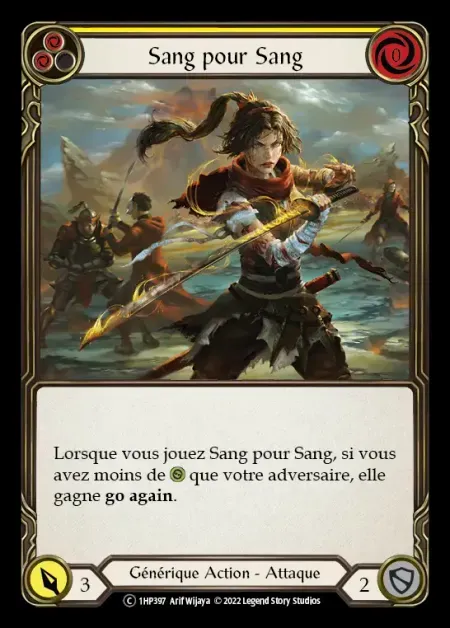 Sang pour Sang
0
Lorsque vous jouez Sang pour Sang, si vous
avez moins de que votre adversaire, elle
gagne go again.
3 Générique Action - Attaque 2
C 1HP397 Arif Wijaya © 2022 Legend Story Studios